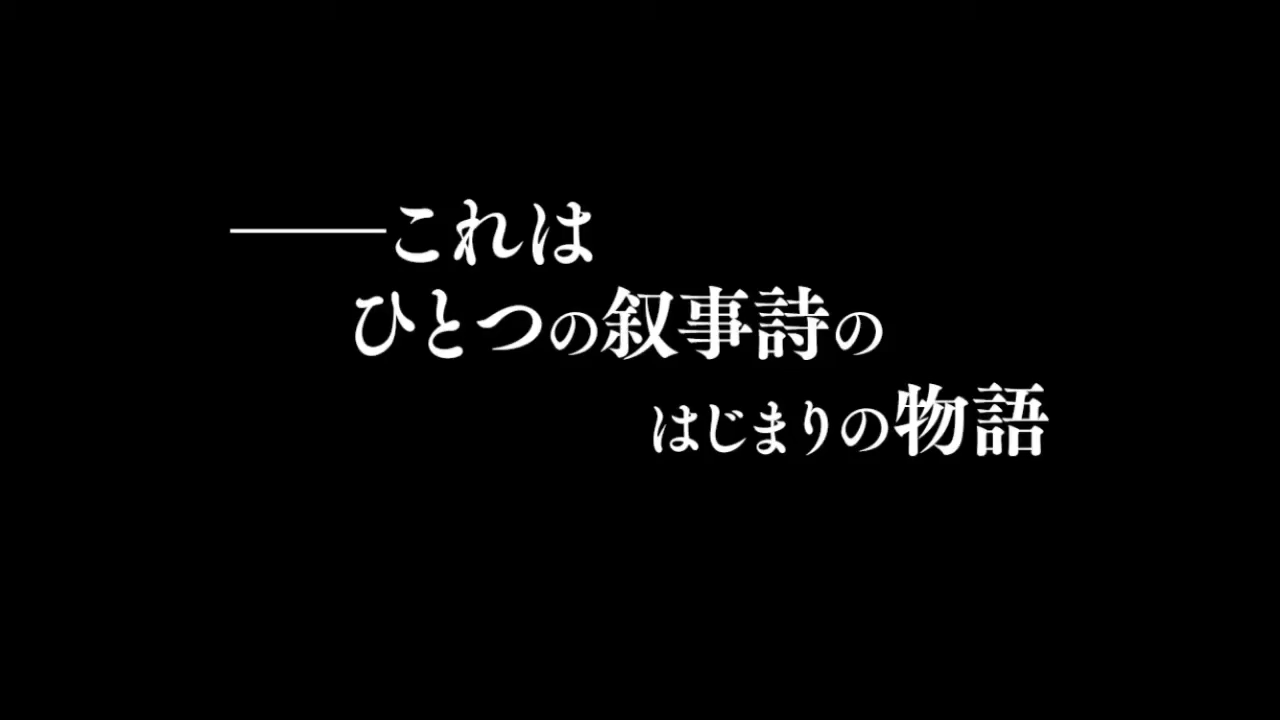 ――これは
ひとつの叙事詩の
はじまりの物語